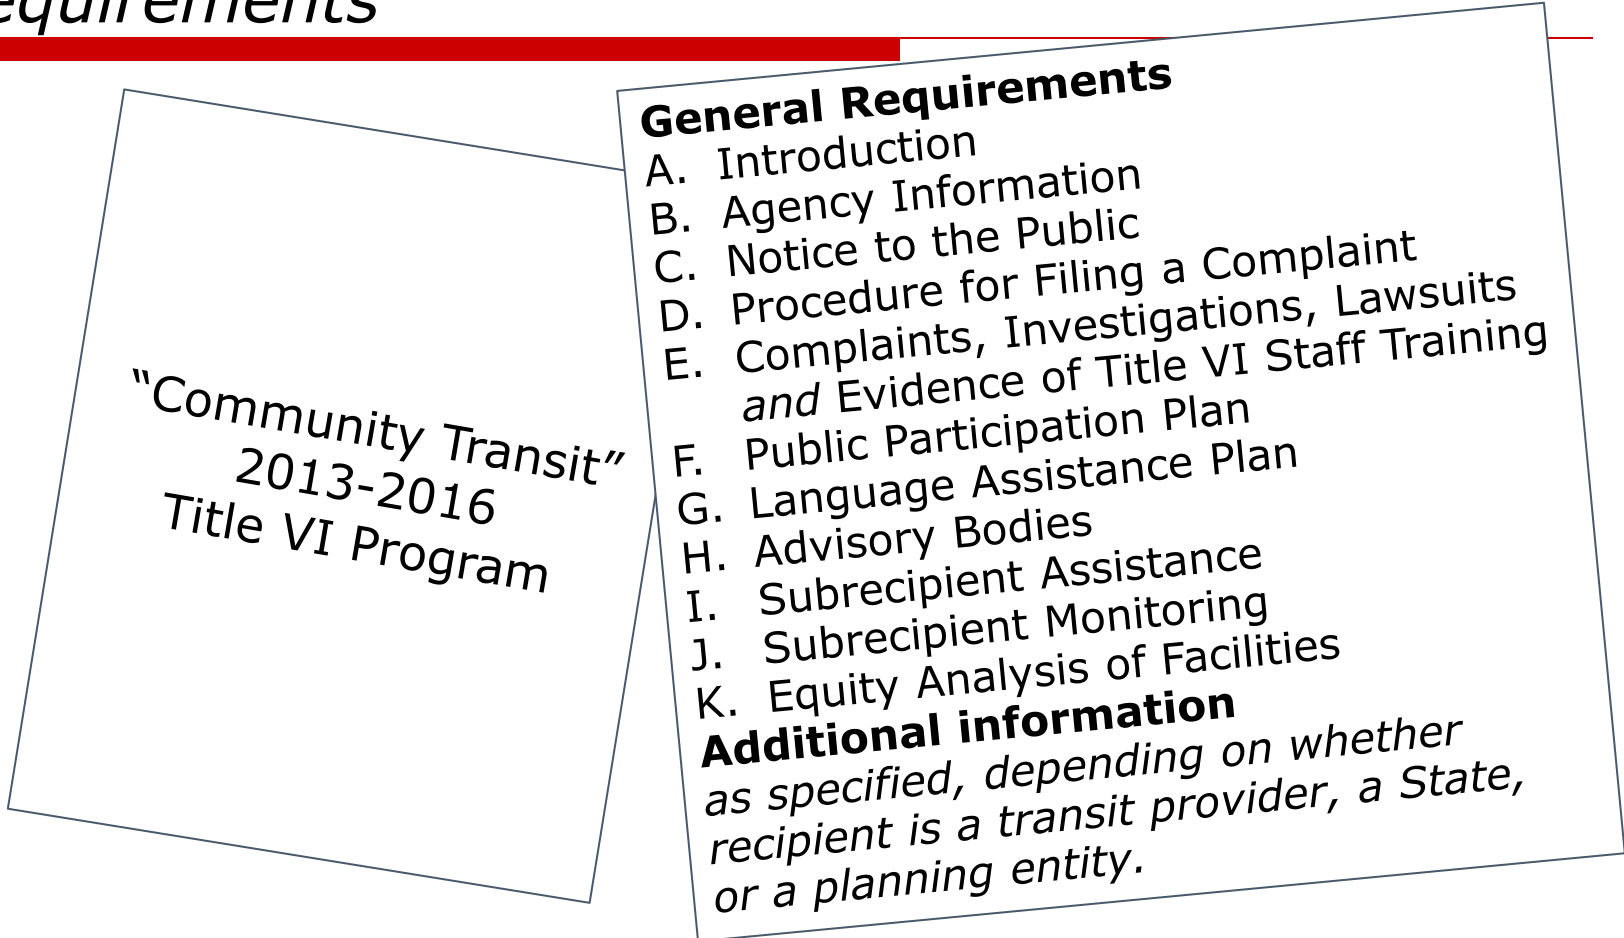 equirements
“Community Transit”
2013-2016
Title VI Program
General Requirements
A. Introduction
B. Agency Information
C. Notice to the Public
D. Procedure for Filing a Complaint
E. Complaints, Investigations, Lawsuits
and Evidence of Title VI Staff Training
F. Public Participation Plan
G. Language Assistance Plan
H. Advisory Bodies
I. Subrecipient Assistance
J. Subrecipient Monitoring
K. Equity Analysis of Facilities
Additional information
as specified, depending on whether
recipient is a transit provider, a State,
or a planning entity.